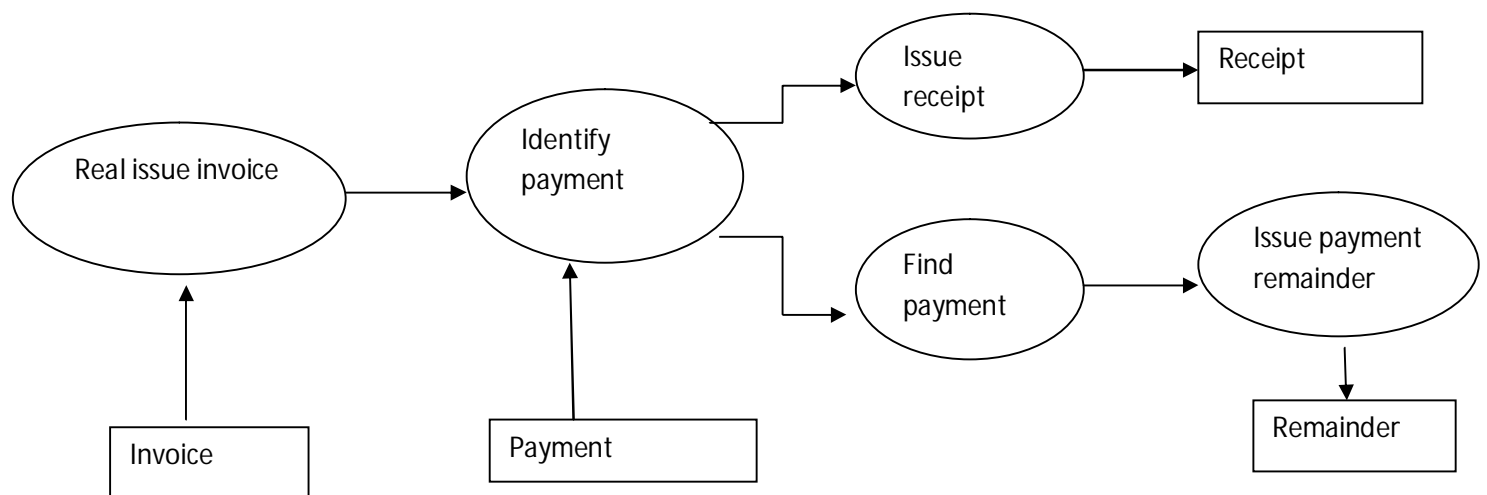 Real issue invoice
Identify
payment
Issue
receipt
Receipt
Find
payment
Issue payment
remainder
Invoice
Payment
Remainder